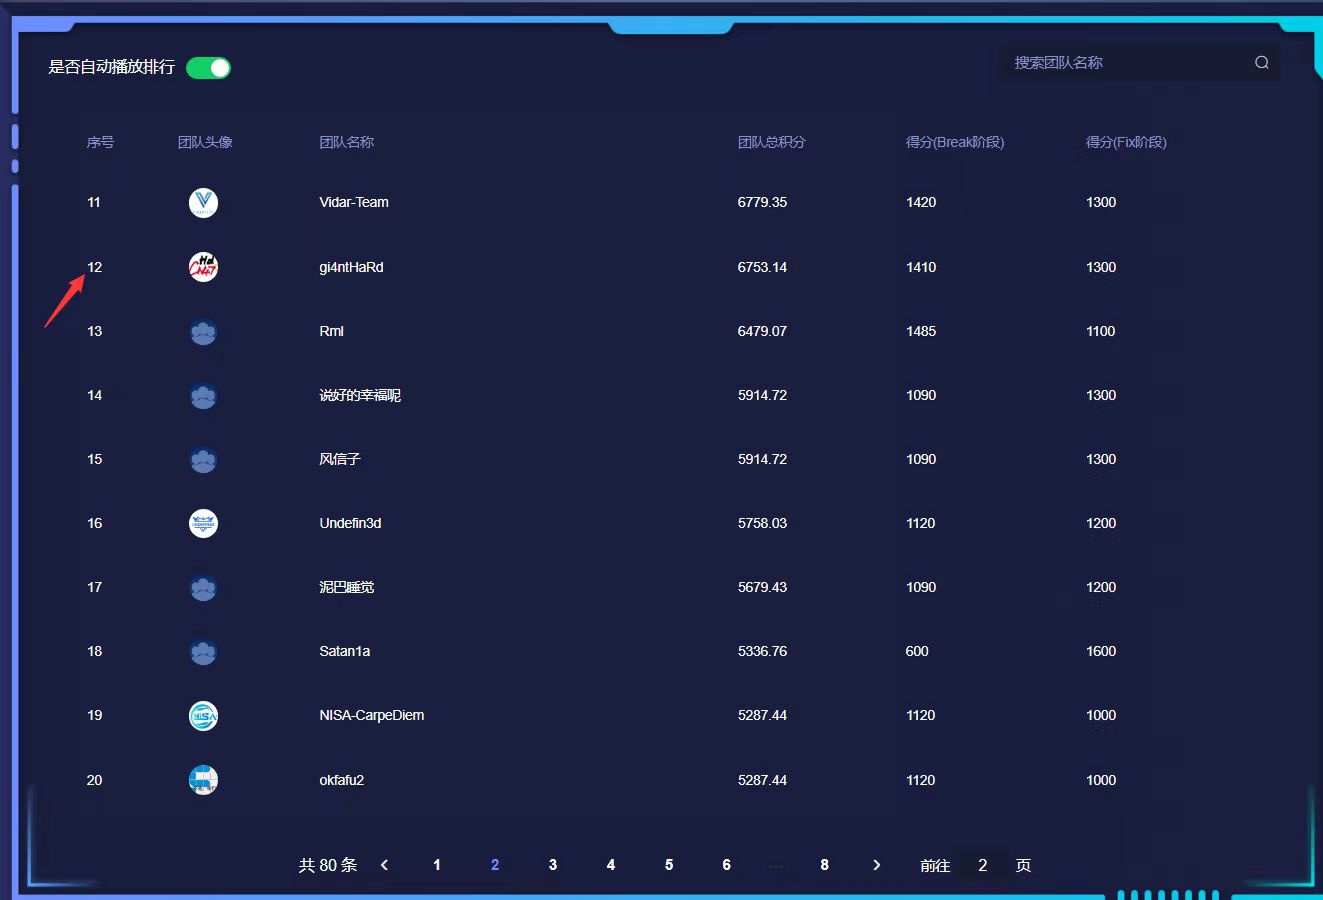 是否自动播放排行 搜索团队名称
序号 团队头像 团队名称 团队总积分 得分(Break阶段) 得分(Fix阶段)
11 Vidar-Team 6779.35 1420 1300
12 gi4ntHaRd 6753.14 1410 1300
13 Rml 6479.07 1485 1100
14 说好的幸福呢 5914.72 1090 1300
15 风信子 5914.72 1090 1300
16 Undefin3d 5758.03 1120 1200
17 泥巴睡觉 5679.43 1090 1200
18 Satan1a 5336.76 600 1600
19 NISA NISA-CarpeDiem 5287.44 1120 1000
20 okfafu2 5287.44 1120 1000
共 80 条 1 2 3 4 5 6 ... 8 前往 2 页